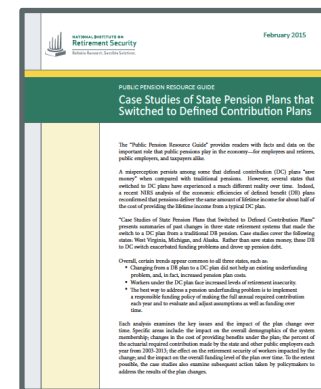 NATIONAL INSTITUTE ON
Retirement Security
Reliable Research. Sensible Solutions.
February 2015
PUBLIC PENSION RESOURCE GUIDE
Case Studies of State Pension Plans that
Switched to Defined Contribution Plans
The "Public Pension Resource Guide" provides readers with facts and data on the
important role that public pensions play in the economy—for employees and retirees,
public employers, and taxpayers alike.
A misperception persists among some that defined contribution (DC) plans "save
money" when compared with traditional pensions. However, several states that
switched to DC plans have experienced a much different reality over time. Indeed,
a recent NIRS analysis of the economic efficiencies of defined benefit (DB) plans
reconfirmed that pensions deliver the same amount of lifetime income for about half of
the cost of providing the lifetime income from a typical DC plan.
"Case Studies of State Pension Plans that Switched to Defined Contribution Plans"
presents summaries of past changes in three state retirement systems that made the
switch to a DC plan from a traditional DB pension. Case studies cover the following
states: West Virginia, Michigan, and Alaska. Rather than save states money, these DB
to DC switch exacerbated funding problems and drove up pension debt.
Overall, certain trends appear common to all three states, such as:
• Changing from a DB plan to a DC plan did not help an existing underfunding
problem, and, in fact, increased pension plan costs.
• Workers under the DC plan face increased levels of retirement insecurity.
• The best way to address a pension underfunding problem is to implement
a responsible funding policy of making the full annual required contribution
each year and to evaluate and adjust assumptions as well as funding over
time.
Each analysis examines the key issues and the impact of the plan change over
time. Specific areas include: the impact on the overall demographics of the system
membership; changes in the cost of providing benefits under the plan; the percent of
the actuarial required contribution made by the state and other public employers each
year from 2003-2013; the effect on the retirement security of workers impacted by the
change; and the impact on the overall funding level of the plan over time. To the extent
possible, the case studies also examine subsequent action taken by policymakers to
address the results of the plan changes.